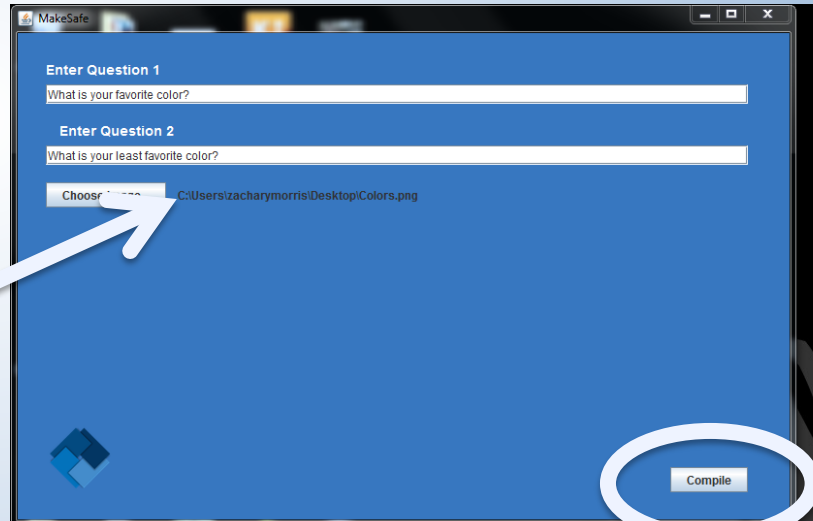 MakeSafe
Enter Question 1
What is your favorite color?
Enter Question 2
What is your least favorite color?
C:\Users\zacharymorris\Desktop\Colors.png
Compile